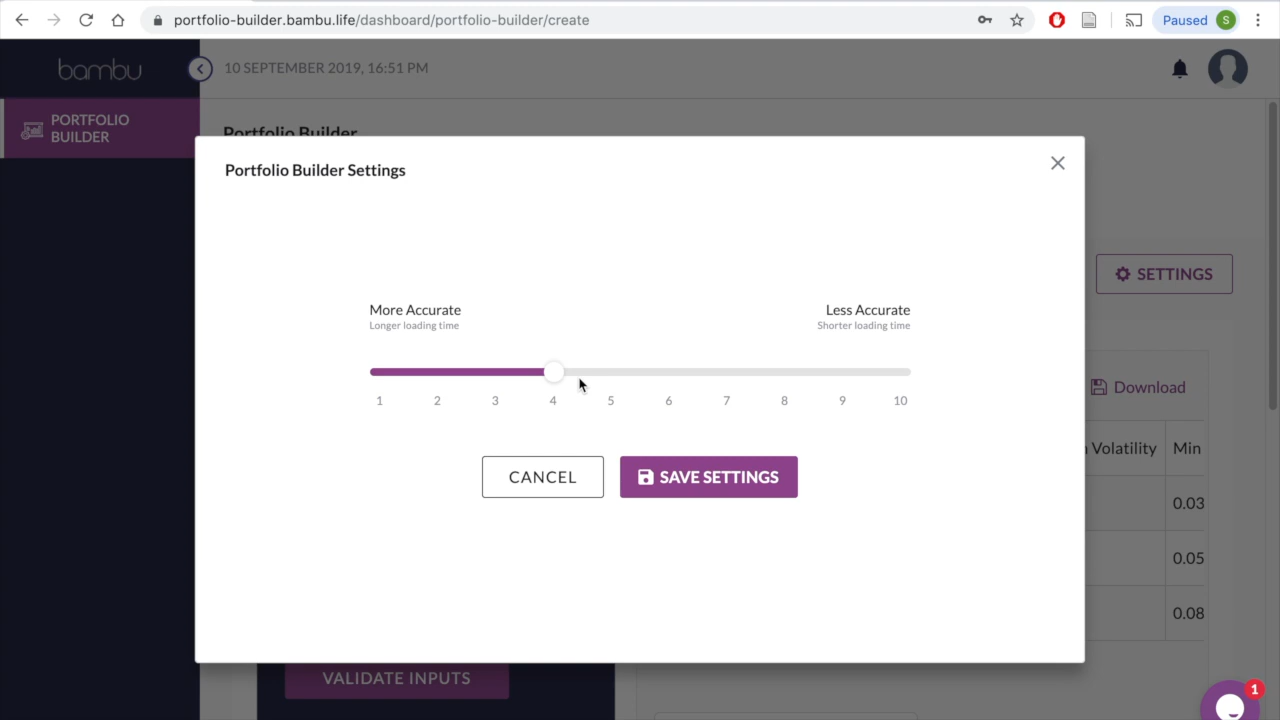 portfolio-builder.bambu.life/dashboard/portfolio-builder/create
Paused S
bambu
10 SEPTEMBER 2019, 16:51 PM
PORTFOLIO
BUILDER
Portfolio Builder
Portfolio Builder Settings
SETTINGS
More Accurate
Longer loading time
Less Accurate
Shorter loading time
1 2 3 4 5 6 7 8 9 10
Download
Volatility Min
CANCEL
SAVE SETTINGS
0.03
0.05
0.08
VALIDATE INPUTS
1